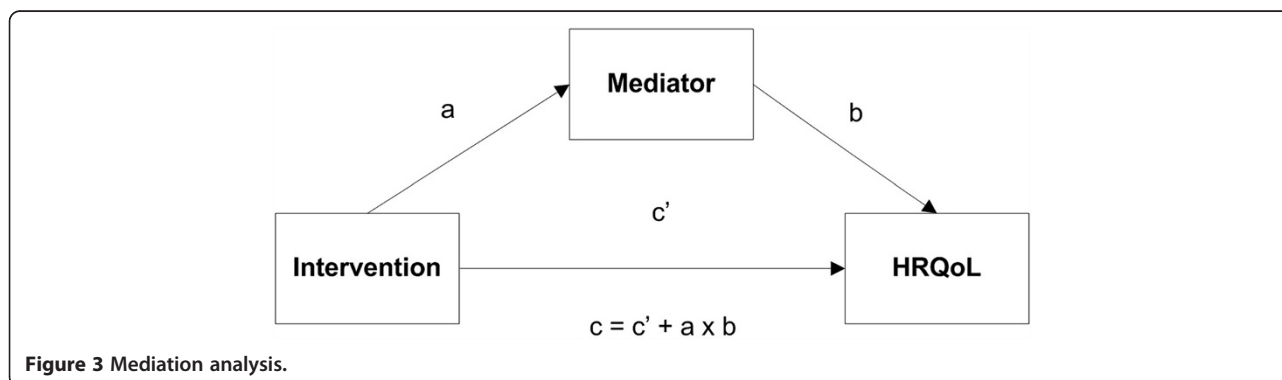 Mediator
a
b
c'
Intervention
HRQoL
c = c' + a x b
Figure 3 Mediation analysis.